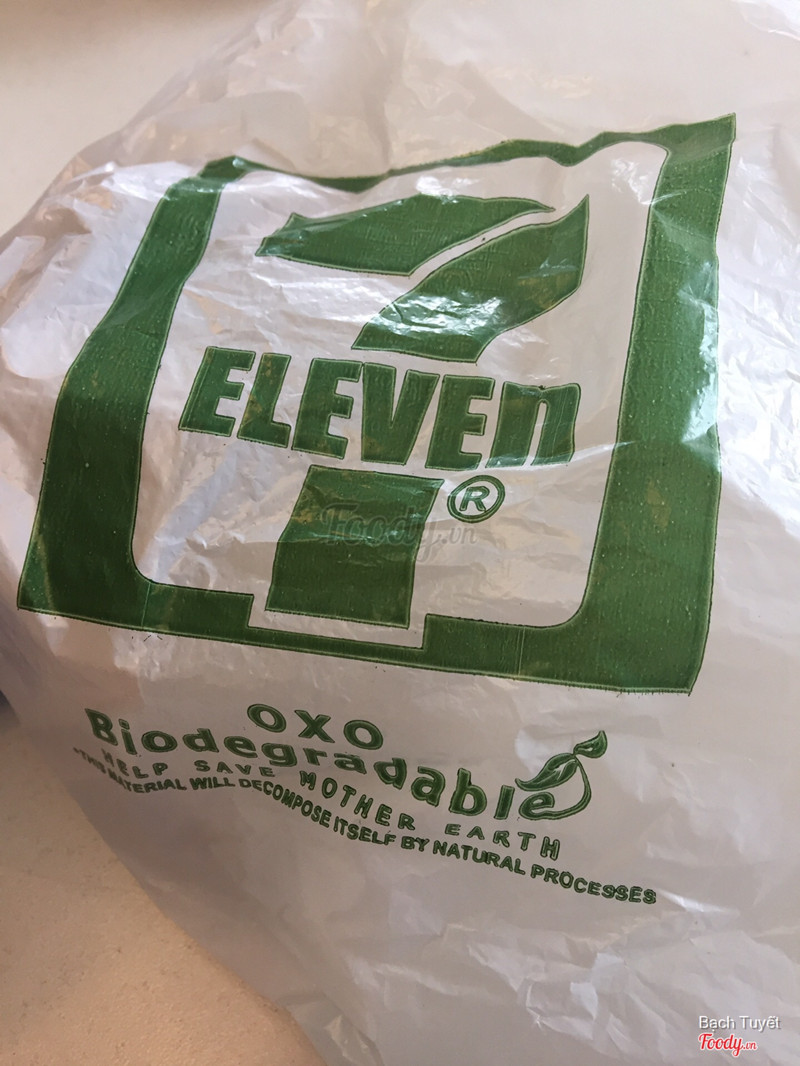 7
ELEVEn
®
Foody.vn
OXO
Biodegradable
HELP SAVE MOTHER EARTH
*THIS MATERIAL WILL DECOMPOSE ITSELF BY NATURAL PROCESSES
Bạch Tuyết
Foody.vn